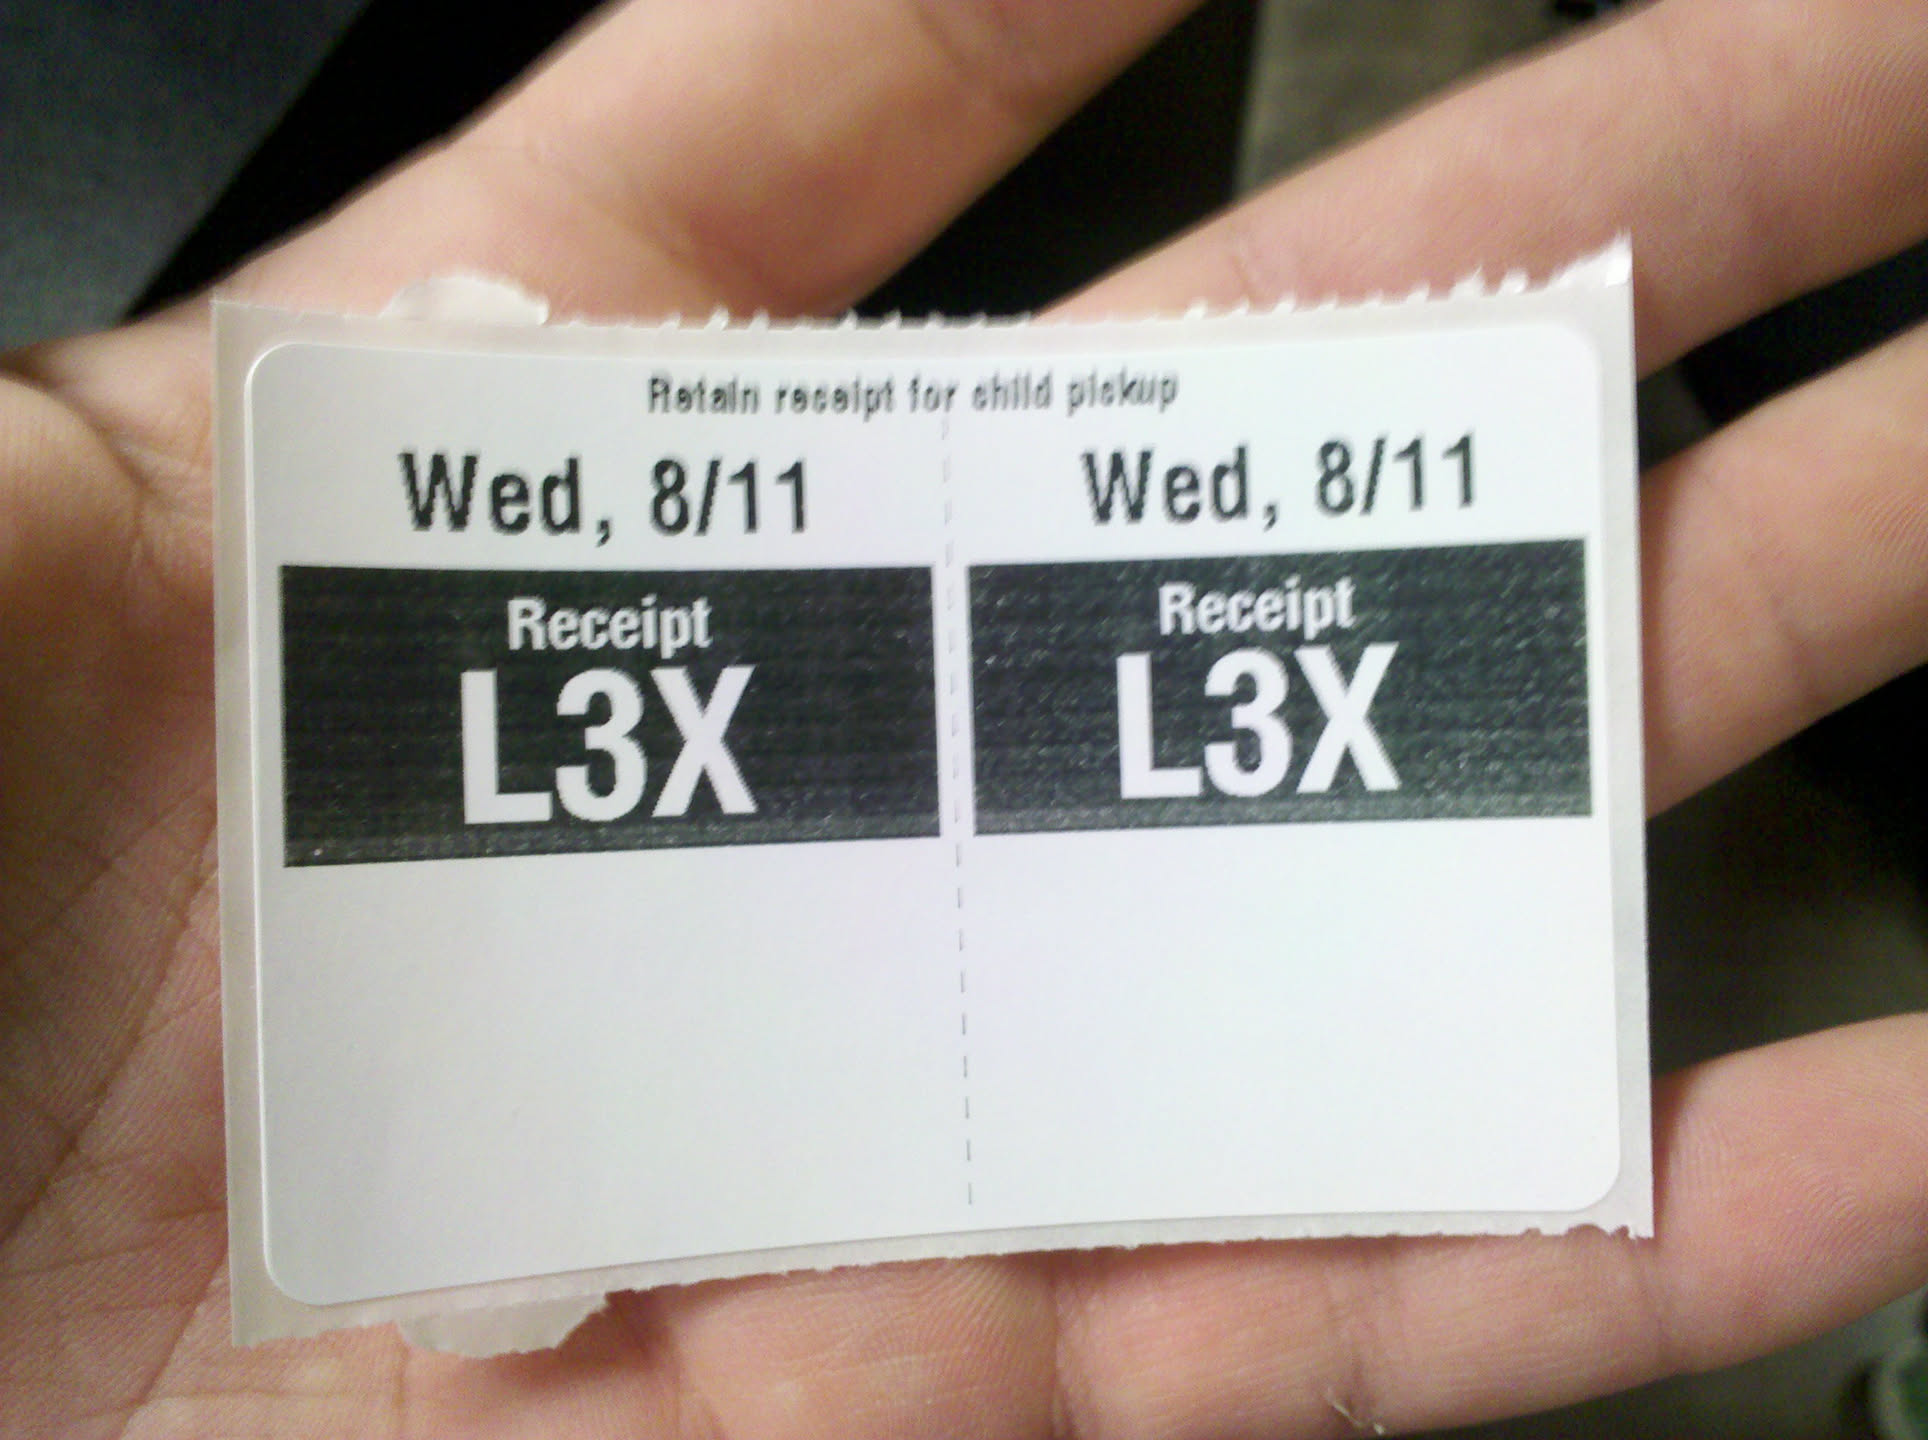 Retain receipt for child pickup
Wed, 8/11
Receipt
L3X
Wed, 8/11
Receipt
L3X